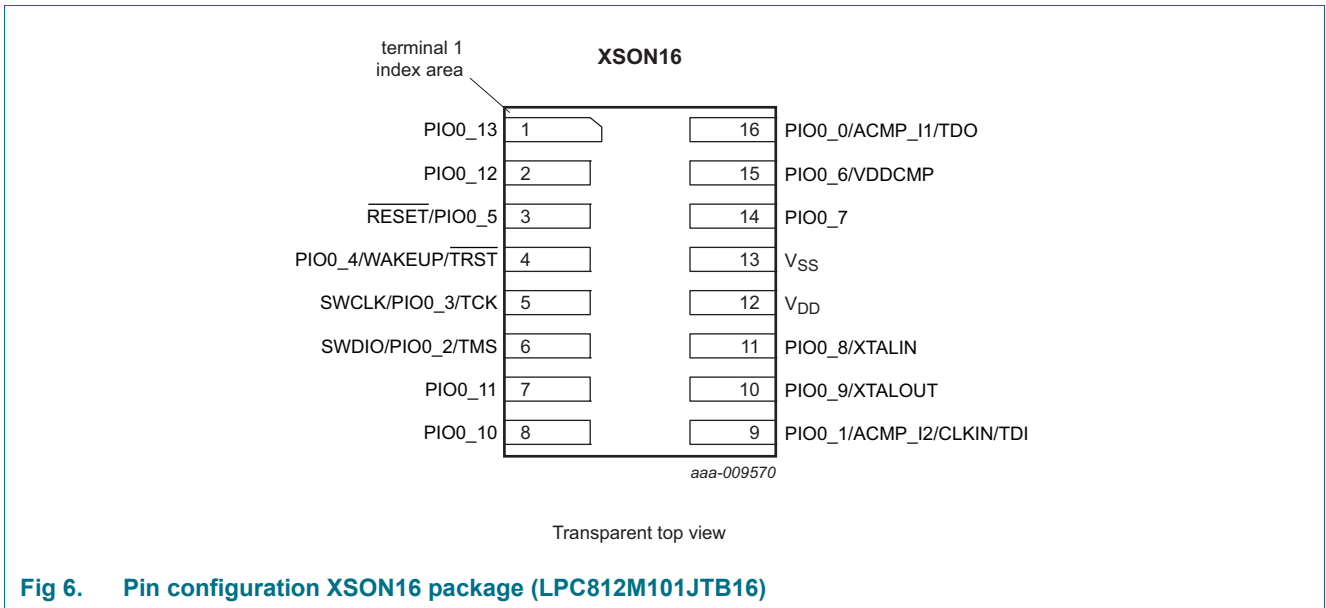 terminal 1
index area
XSON16
PIO0_13 1
16 PIO0_0/ACMP_I1/TDO
PIO0_12 2
15 PIO0_6/VDDCMP
RESET/PIO0_5 3
14 PIO0_7
PIO0_4/WAKEUP/TRST 4
13 VSS
SWCLK/PIO0_3/TCK 5
12 VDD
SWDIO/PIO0_2/TMS 6
11 PIO0_8/XTALIN
PIO0_11 7
10 PIO0_9/XTALOUT
PIO0_10 8
9 PIO0_1/ACMP_I2/CLKIN/TDI
aaa-009570
Transparent top view
Fig 6. Pin configuration XSON16 package (LPC812M101JTB16)